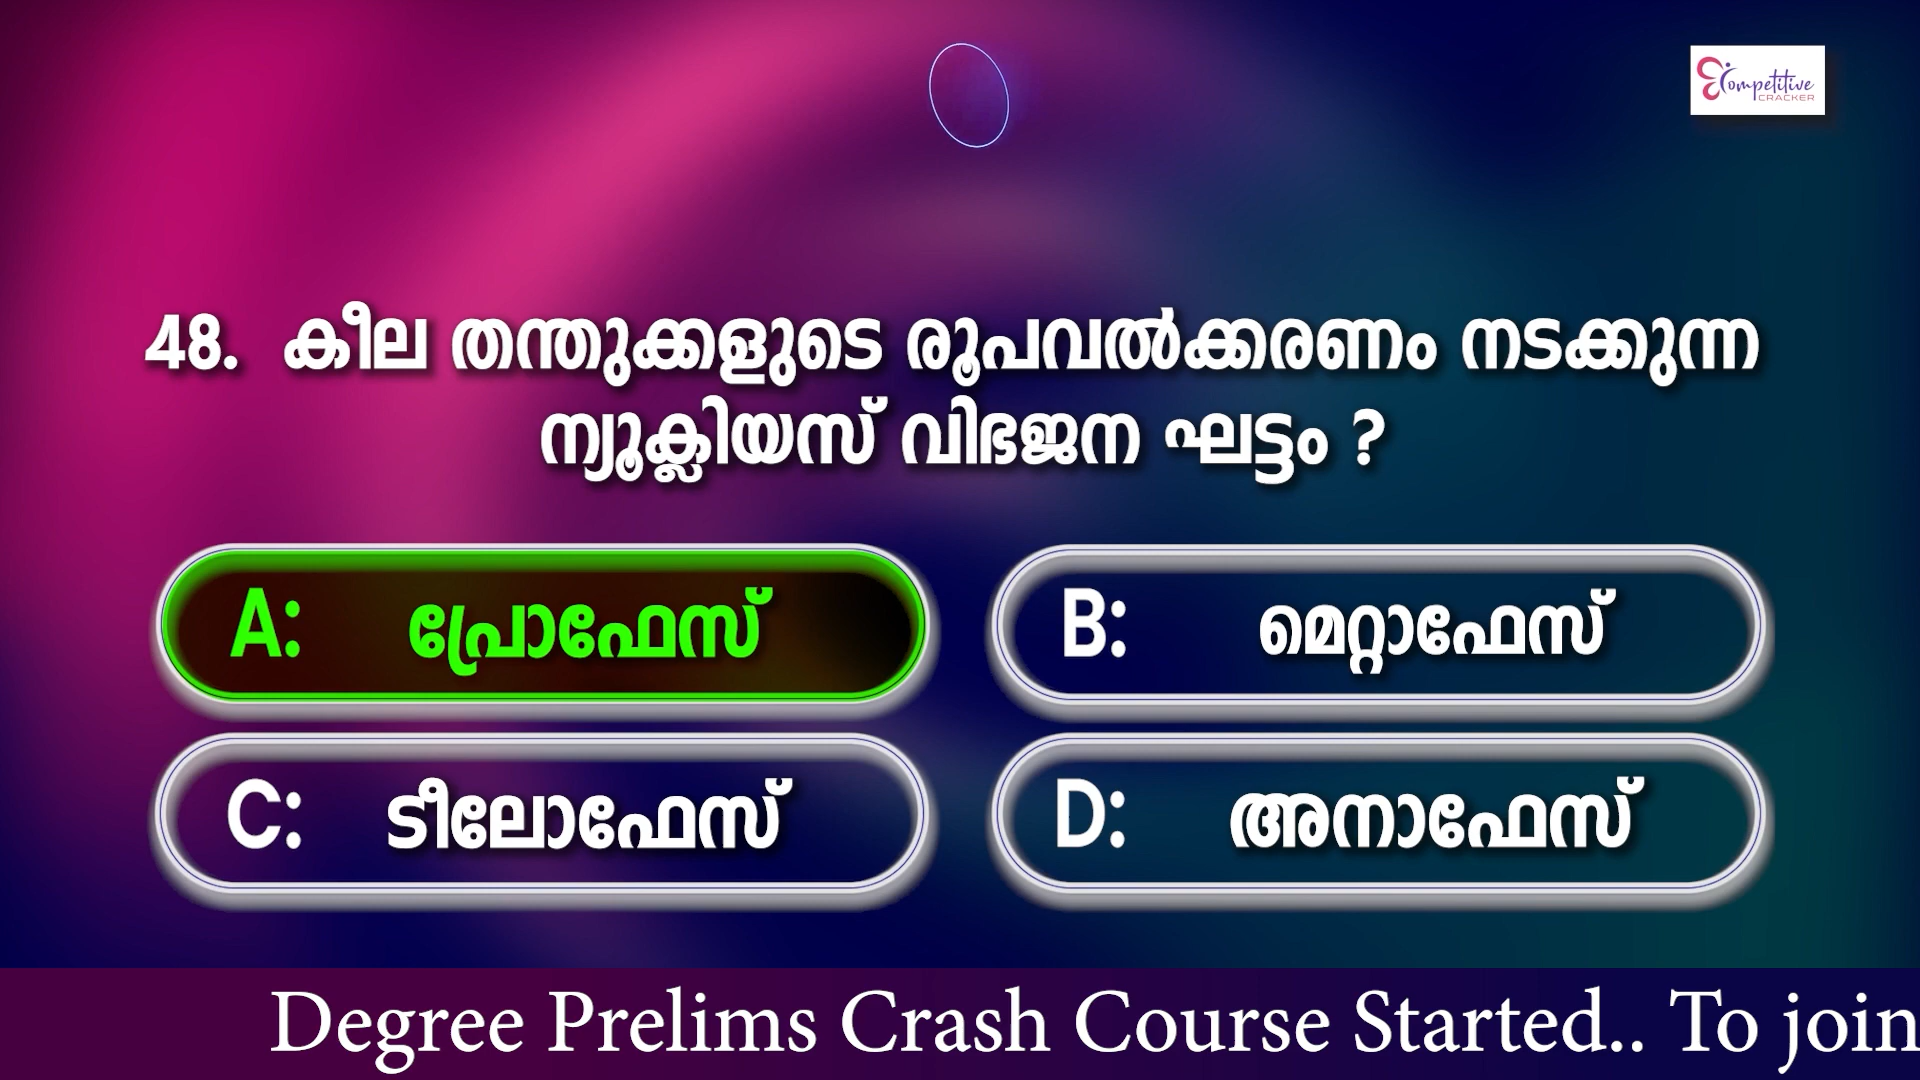 Competitive
CRACKER
48. കീല തന്തുക്കളുടെ രൂപവൽക്കരണം നടക്കുന്ന
ന്യൂക്ലിയസ് വിഭജന ഘട്ടം ?
A: പ്രോഫേസ്
B: മെറ്റാഫേസ്
C: ടീലോഫേസ്
D: അനാഫേസ്
Degree Prelims Crash Course Started.. To join